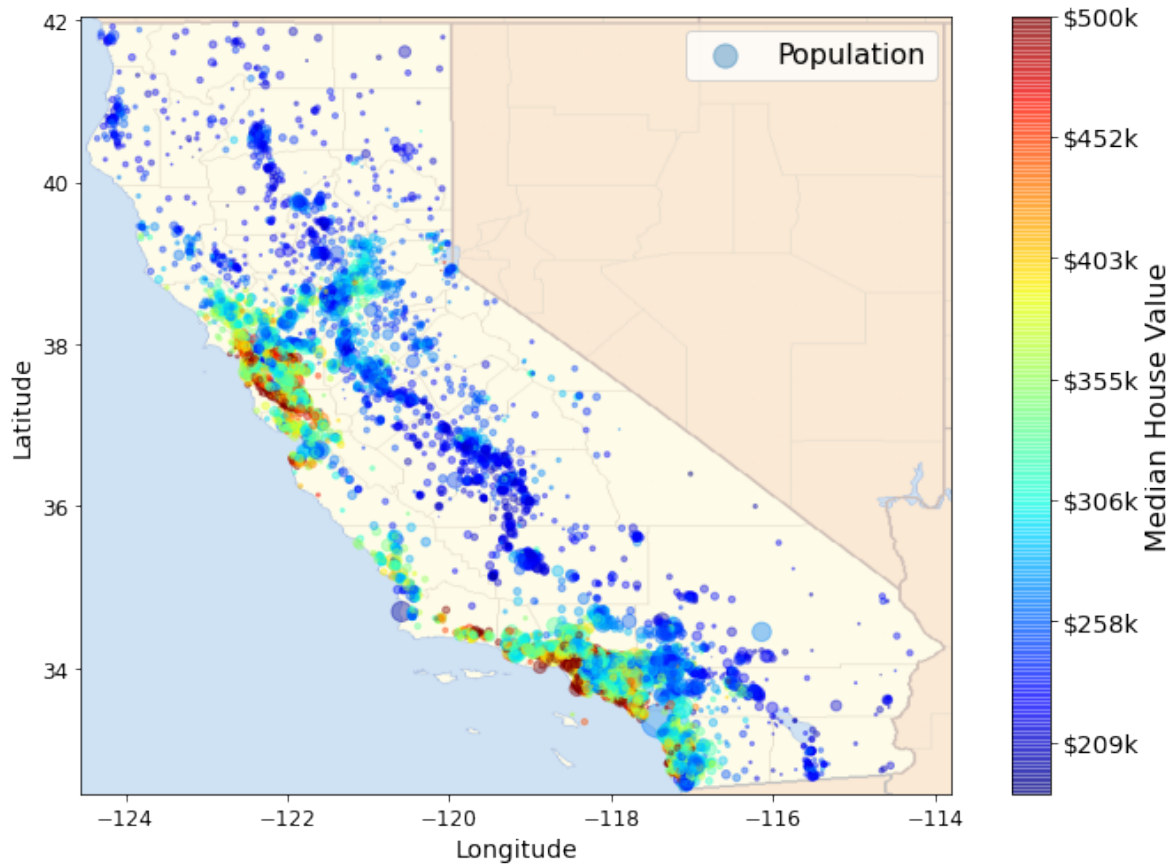 Population
42
40
38
36
34
Latitude
−124
−122
−120
−118
−116
−114
Longitude
$500k
$452k
$403k
$355k
$306k
$258k
$209k
Median House Value